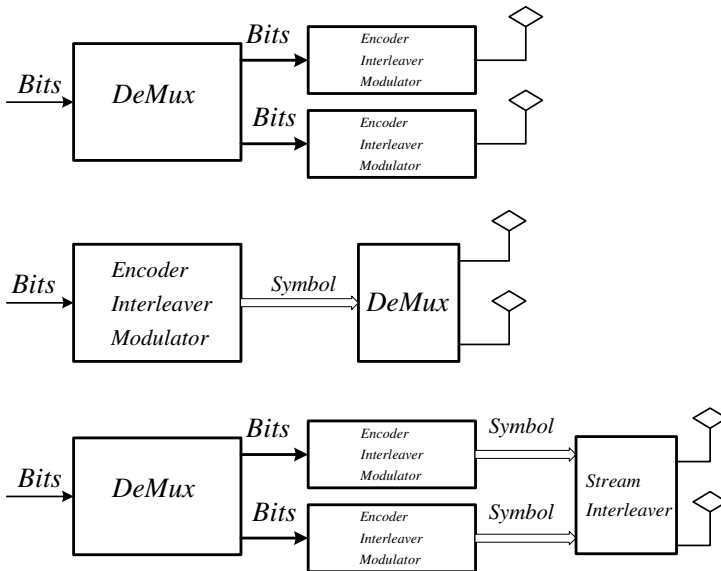 Bits
DeMux
Bits
Encoder
Interleaver
Modulator
Bits
Encoder
Interleaver
Modulator
Bits
Encoder
Interleaver
Modulator
Symbol
DeMux
Bits
DeMux
Bits
Encoder
Interleaver
Modulator
Symbol
Bits
Encoder
Interleaver
Modulator
Symbol
Stream
Interleaver